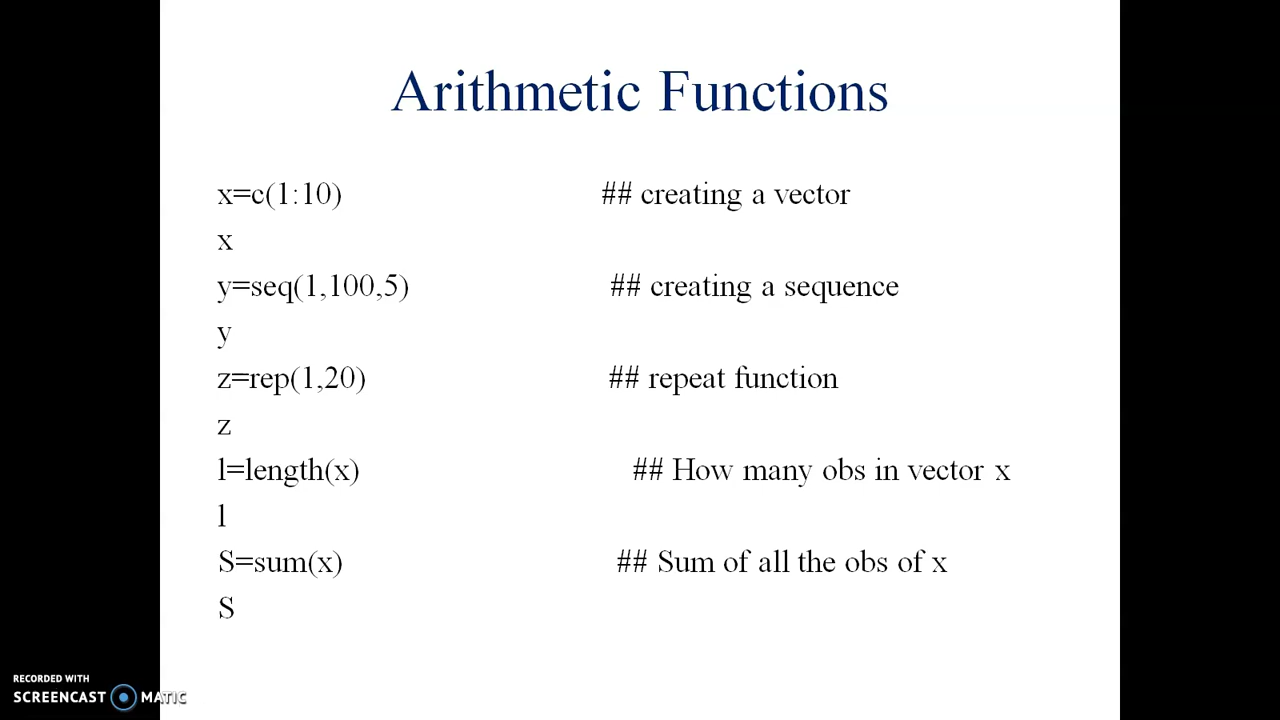 Arithmetic Functions
x=c(1:10) ## creating a vector
x
y=seq(1,100,5) ## creating a sequence
y
z=rep(1,20) ## repeat function
z
l=length(x) ## How many obs in vector x
l
S=sum(x) ## Sum of all the obs of x
S
RECORDED WITH
SCREENCAST MATIC